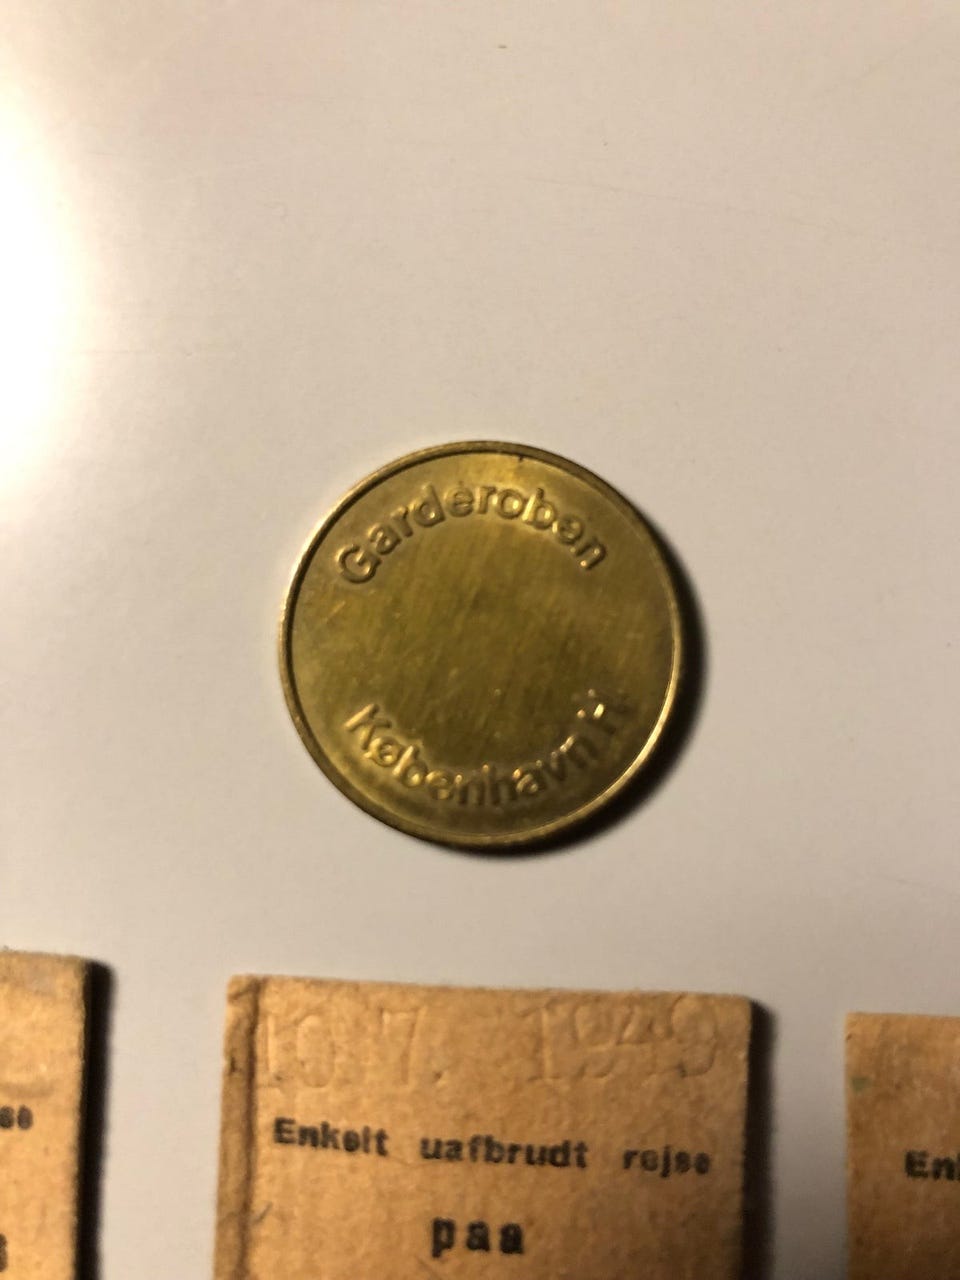 Garderoben
København H
10.7. 1949
Enkelt uafbrudt rejse
paa